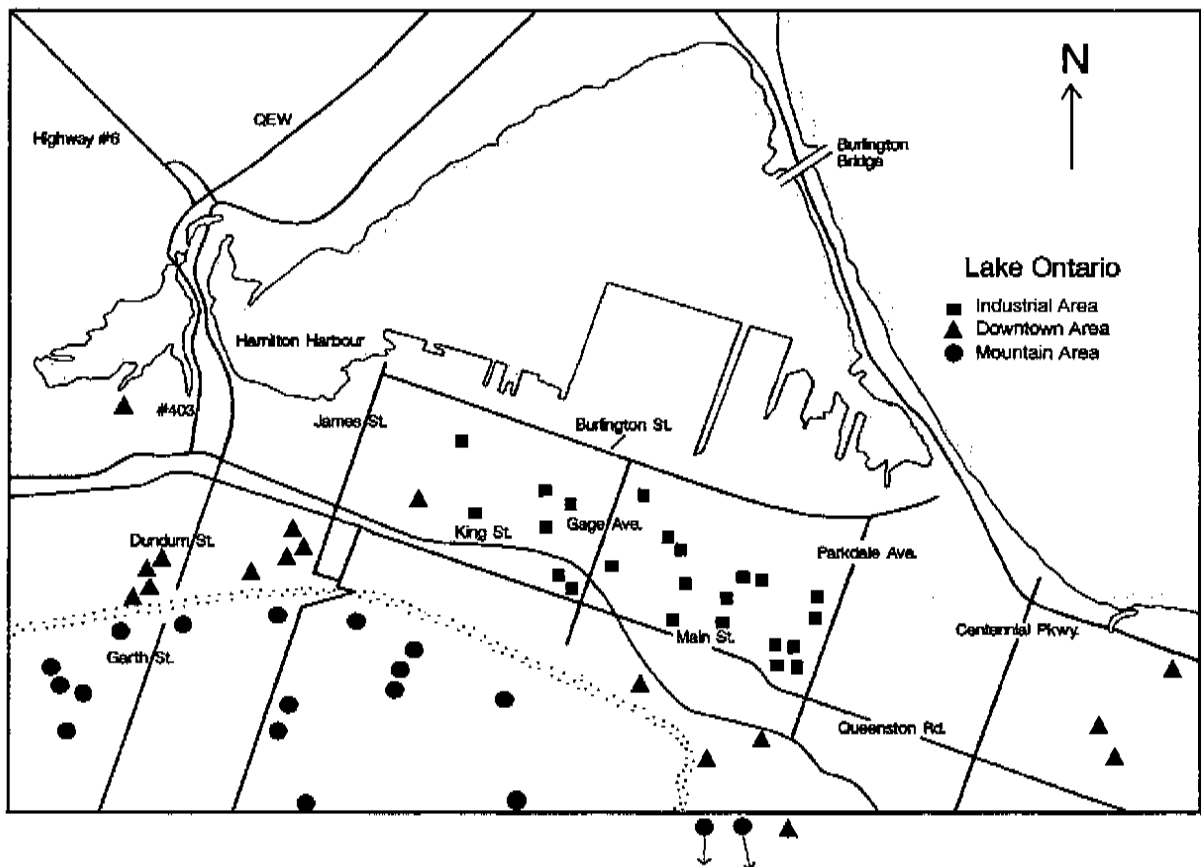 N
QEW
Highway #6
Burlington
Bridge
Lake Ontario
Industrial Area
Downtown Area
Mountain Area
Hamilton Harbour
#403
James St.
Burlington St.
King St.
Gage Ave.
Dundurn St.
Parkdale Ave.
Main St.
Centennial Pkwy.
Garth St.
Queenston Rd.